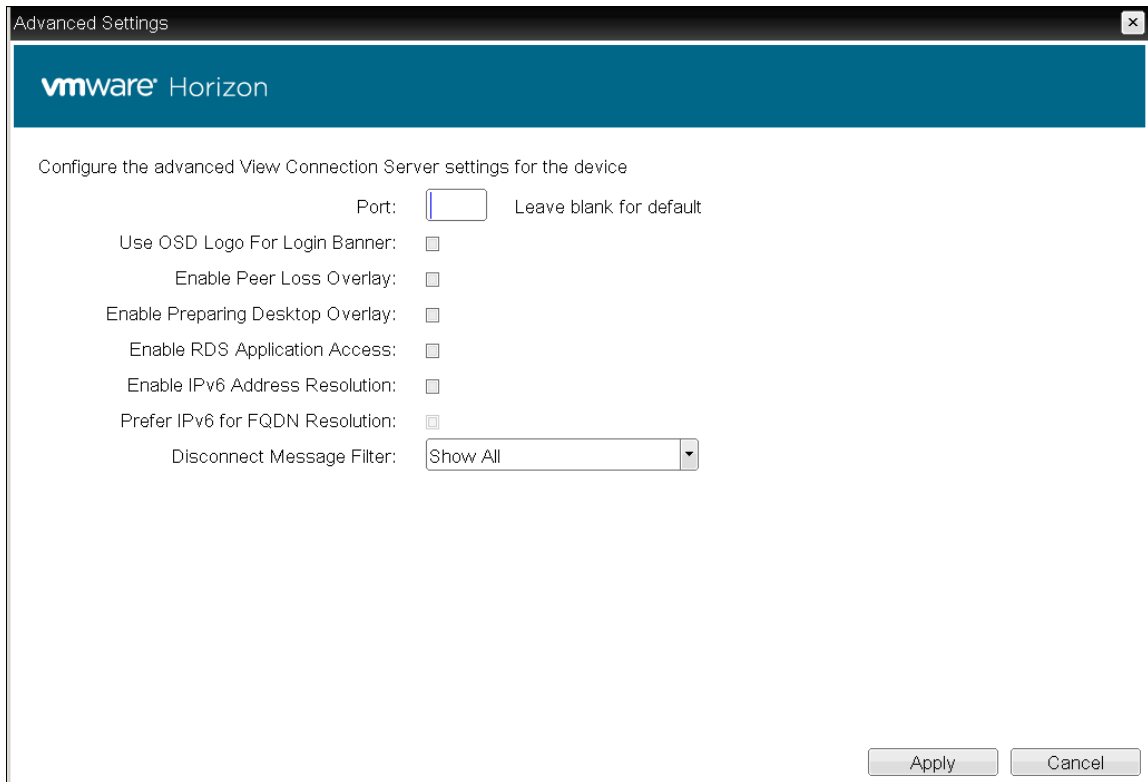 Advanced Settings
vmware® Horizon
Configure the advanced View Connection Server settings for the device
Port: Leave blank for default
Use OSD Logo For Login Banner:
Enable Peer Loss Overlay:
Enable Preparing Desktop Overlay:
Enable RDS Application Access:
Enable IPv6 Address Resolution:
Prefer IPv6 for FQDN Resolution:
Disconnect Message Filter: Show All
Apply Cancel